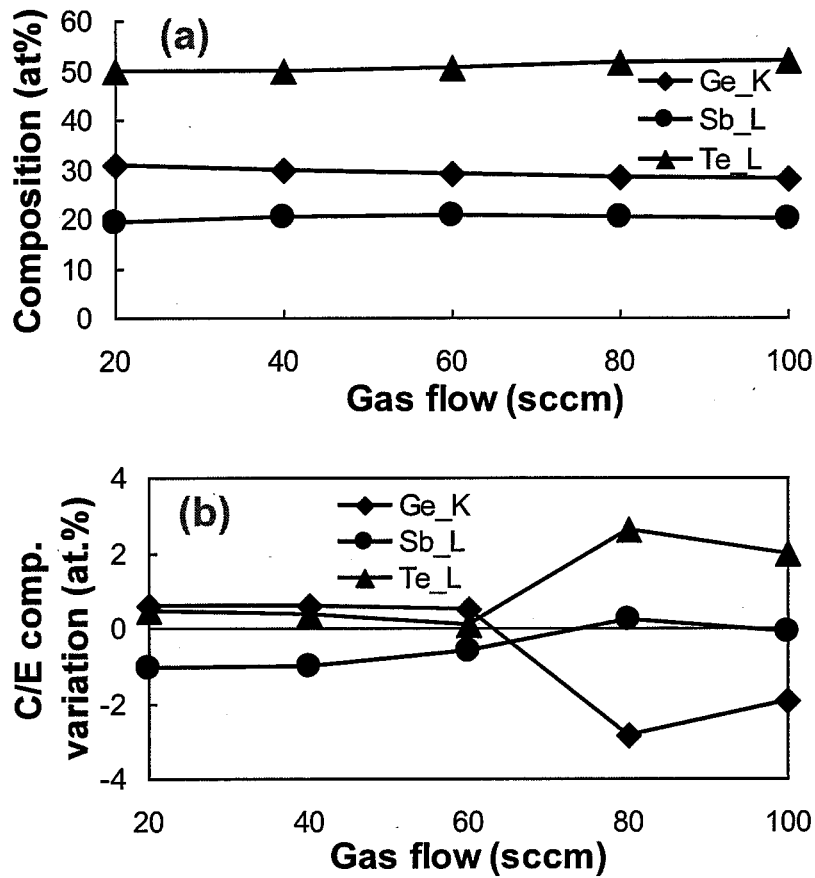 (a)
Composition (at%)
60
50
40
30
20
10
0
Ge_K
Sb_L
Te_L
20 40 60 80 100
Gas flow (sccm)
(b)
C/E comp.
variation (at.%)
4
2
0
-2
-4
Ge_K
Sb_L
Te_L
20 40 60 80 100
Gas flow (sccm)